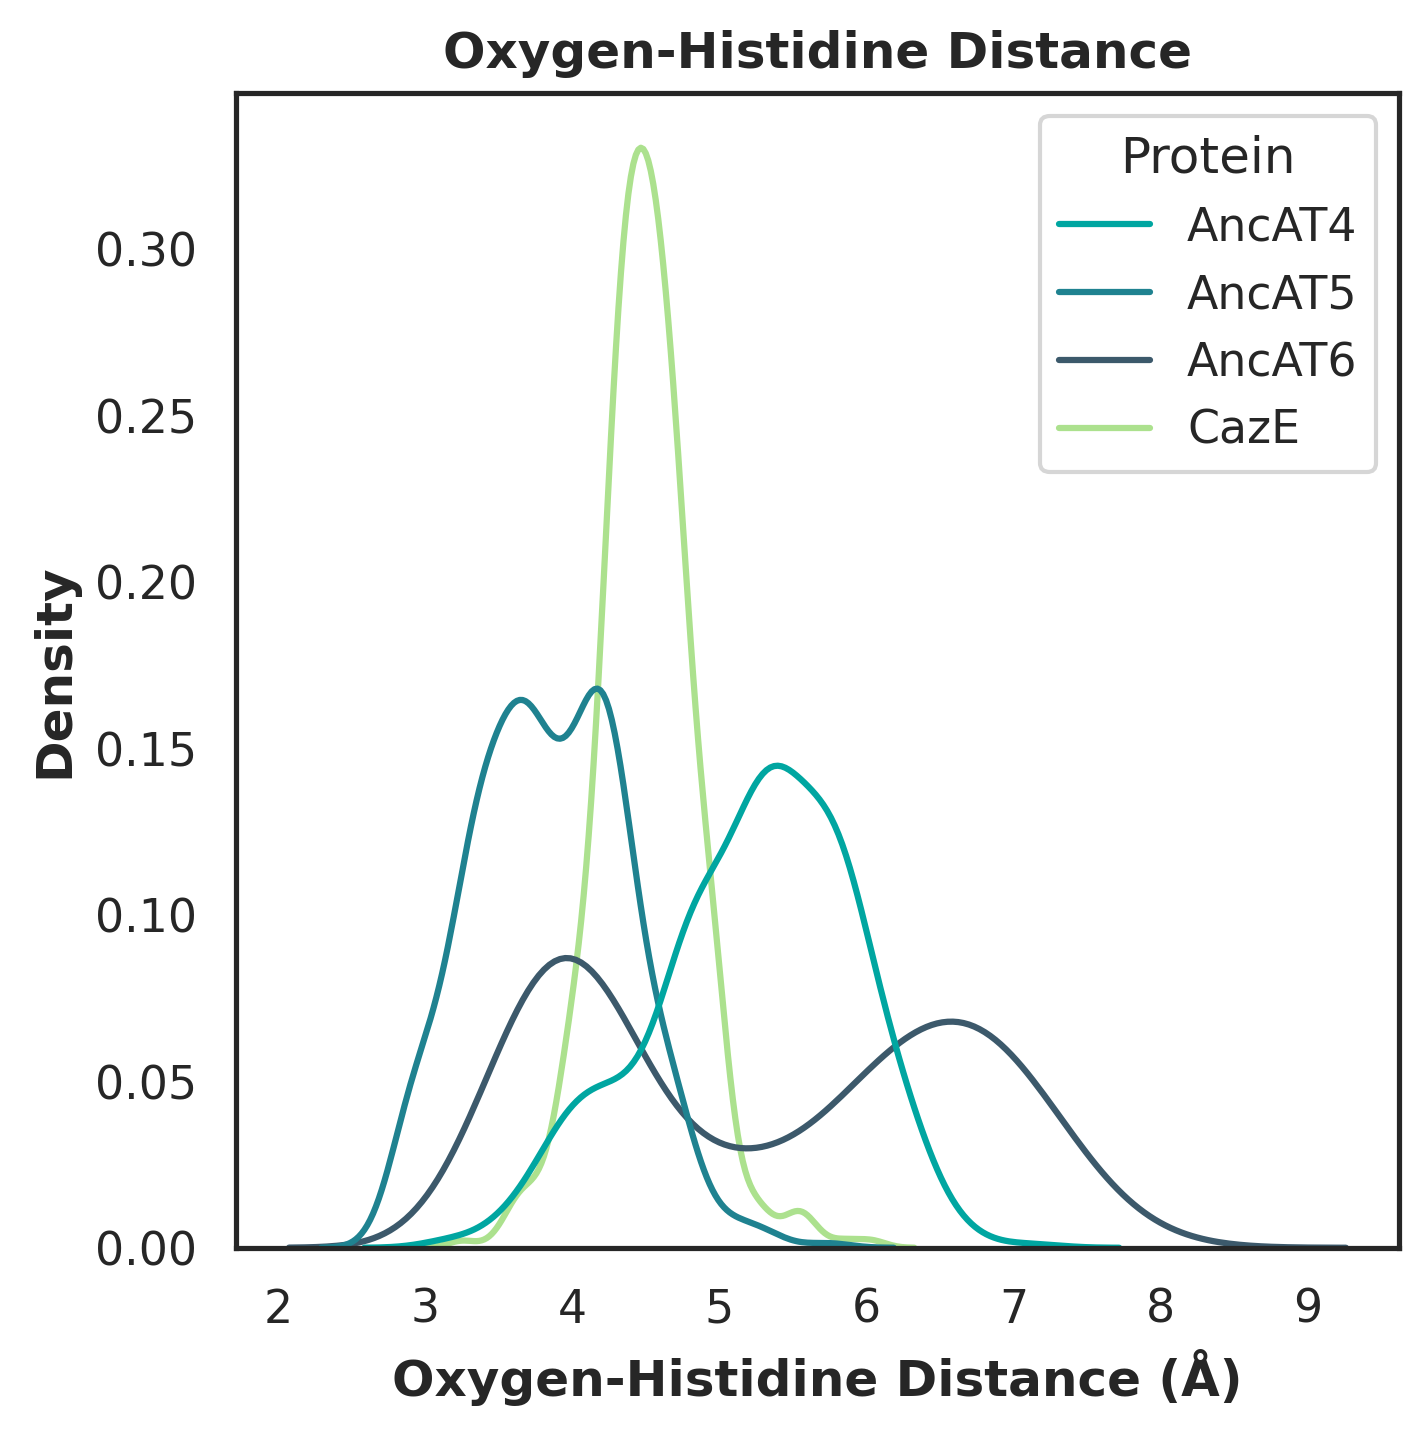 Oxygen-Histidine Distance
Protein
AncAT4
AncAT5
AncAT6
CazE
Density
0.30
0.25
0.20
0.15
0.10
0.05
0.00
2 3 4 5 6 7 8 9
Oxygen-Histidine Distance (Å)